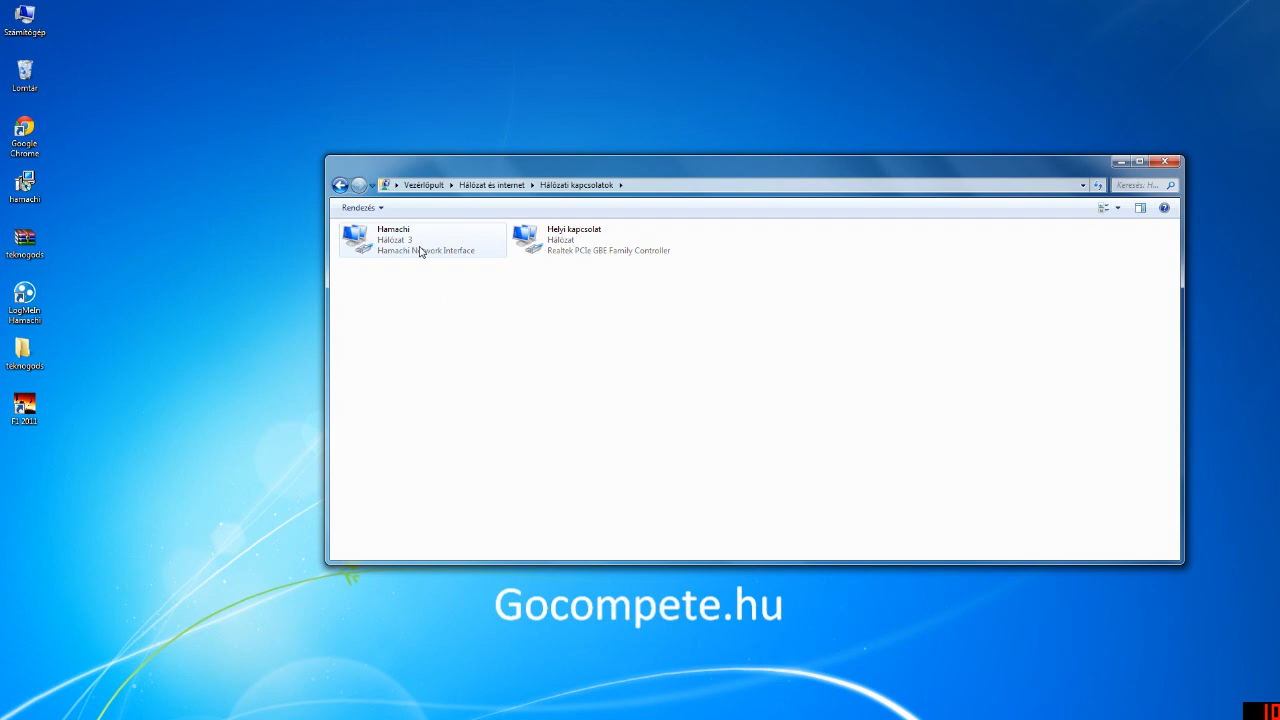 Számítógép
Lomtár
Google
Chrome
hamachi
teknogods
LogMeIn
Hamachi
teknogods
F1 2011
Vezérlőpult
Hálózat és internet
Hálózati kapcsolatok
Keresés: H...
Rendezés
Hamachi
Hálózat 3
Hamachi Network Interface
Helyi kapcsolat
Hálózat
Realtek PCIe GBE Family Controller
Gocompete.hu